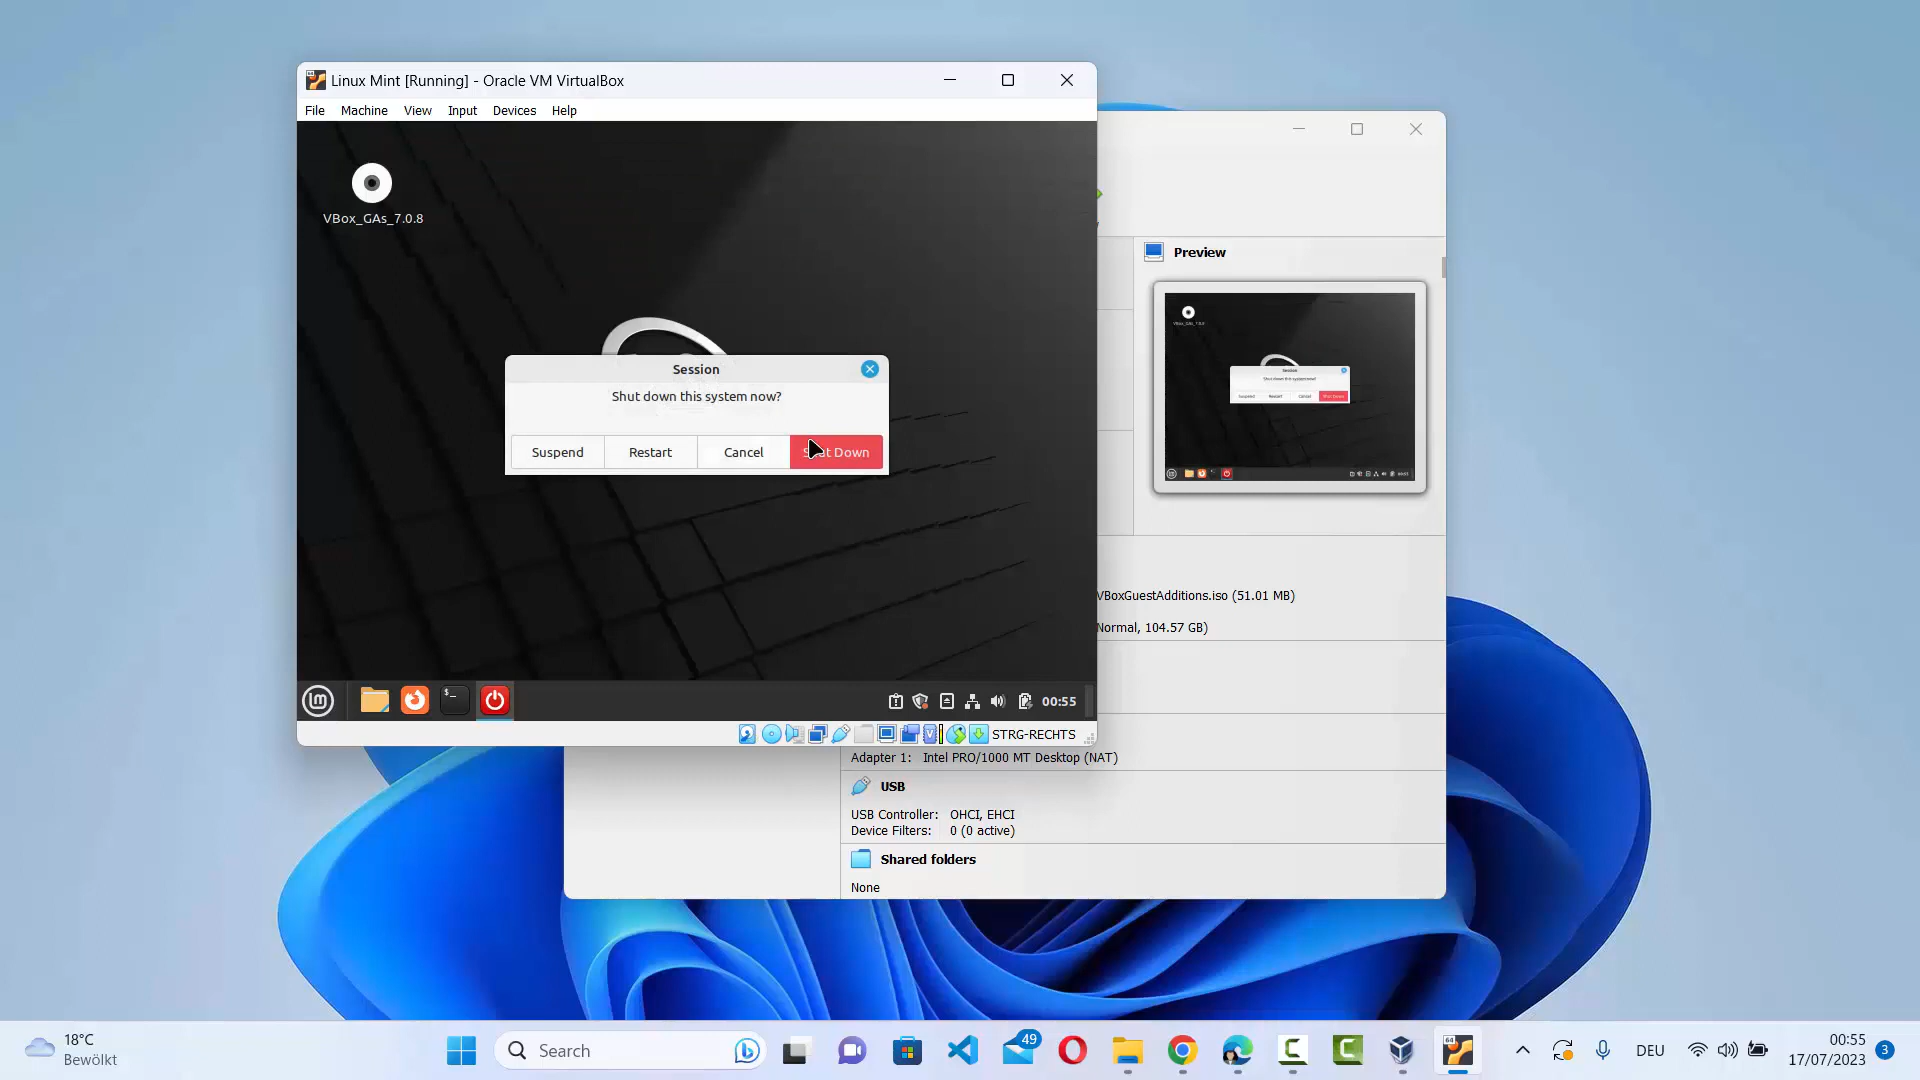 Linux Mint [Running] - Oracle VM VirtualBox
File Machine View Input Devices Help
VBox_GAs_7.0.8
Session
Shut down this system now?
Suspend Restart Cancel Shut Down
00:55
STRG-RECHTS
Preview
VBoxGuestAdditions.iso (51.01 MB)
Normal, 104.57 GB)
Adapter 1: Intel PRO/1000 MT Desktop (NAT)
USB
USB Controller: OHCI, EHCI
Device Filters: 0 (0 active)
Shared folders
None
18°C
Bewölkt
Search
49
DEU
00:55
17/07/2023
3